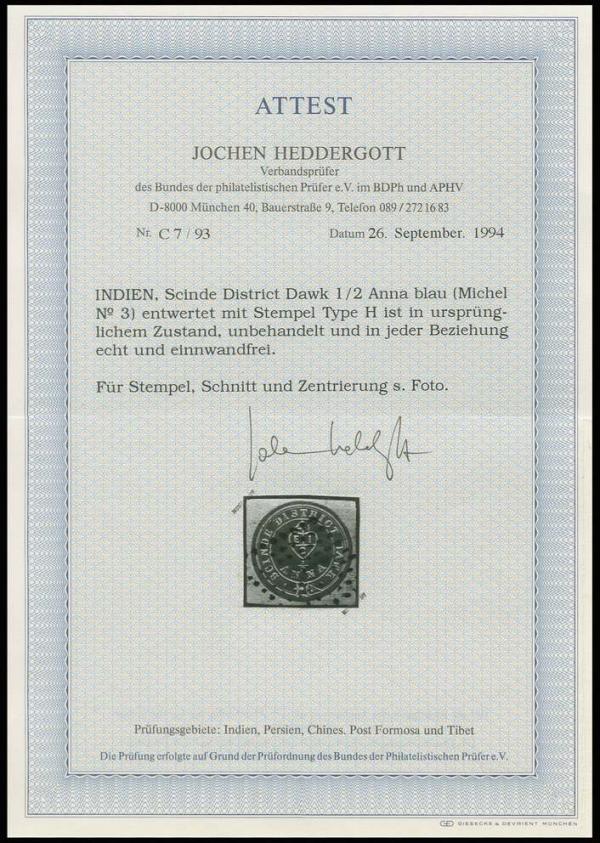 ATTEST
JOCHEN HEDDERGOTT
Verbandsprüfer
des Bundes der philatelistischen Prüfer e.V. im BDPh und APHV
D-8000 München 40, Bauerstraße 9, Telefon 089 / 272 16 83
Nr. C 7 / 93 Datum 26. September. 1994
INDIEN, Scinde District Dawk 1/2 Anna blau (Michel
Nº 3) entwertet mit Stempel Type H ist in ursprüng-
lichem Zustand, unbehandelt und in jeder Beziehung
echt und einnwandfrei.
Für Stempel, Schnitt und Zentrierung s. Foto.
SCINDE DISTRICT DAWK
Prüfungsgebiete: Indien, Persien, Chines. Post Formosa und Tibet
Die Prüfung erfolgte auf Grund der Prüfordnung des Bundes der Philatelistischen Prüfer e.V.
GD GIESECKE & DEVRIENT MÜNCHEN